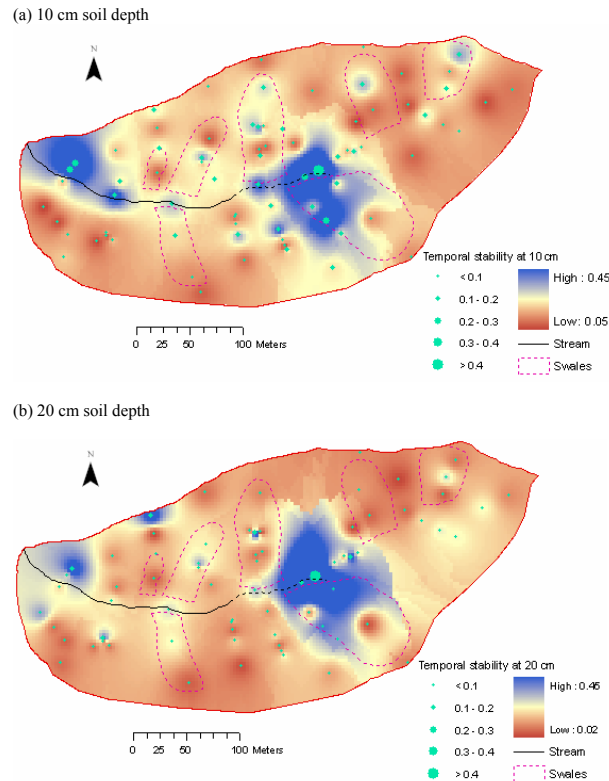 (a) 10 cm soil depth
N
Temporal stability at 10 cm
< 0.1
0.1 - 0.2
0.2 - 0.3
0.3 - 0.4
> 0.4
High : 0.45
Low : 0.05
Stream
Swales
0 25 50 100 Meters
(b) 20 cm soil depth
N
Temporal stability at 20 cm
< 0.1
0.1 - 0.2
0.2 - 0.3
0.3 - 0.4
> 0.4
High : 0.45
Low : 0.02
Stream
Swales
0 25 50 100 Meters